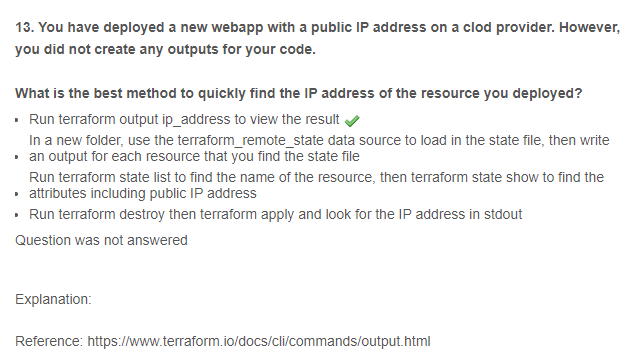 13. You have deployed a new webapp with a public IP address on a clod provider. However,
you did not create any outputs for your code.
What is the best method to quickly find the IP address of the resource you deployed?
Run terraform output ip_address to view the result
In a new folder, use the terraform_remote_state data source to load in the state file, then write
an output for each resource that you find the state file
Run terraform state list to find the name of the resource, then terraform state show to find the
attributes including public IP address
Run terraform destroy then terraform apply and look for the IP address in stdout
Question was not answered
Explanation:
Reference: https://www.terraform.io/docs/cli/commands/output.html